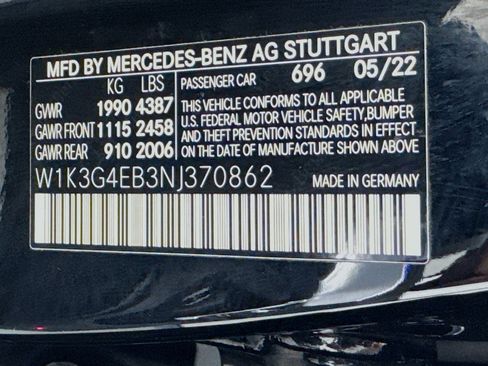 MFD BY MERCEDES-BENZ AG STUTTGART
KG LBS PASSENGER CAR 696 05/22
GVWR 1990 4387 THIS VEHICLE CONFORMS TO ALL APPLICABLE
U.S. FEDERAL MOTOR VEHICLE SAFETY,BUMPER
GAWR FRONT 1115 2458 AND THEFT PREVENTION STANDARDS IN EFFECT
GAWR REAR 910 2006 ON THE DATE OF MANUFACTURE SHOWN ABOVE
W1K3G4EB3NJ370862 MADE IN GERMANY